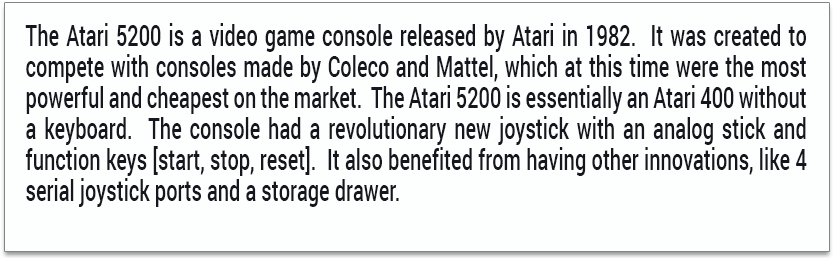 The Atari 5200 is a video game console released by Atari in 1982.  It was created to
compete with consoles made by Coleco and Mattel, which at this time were the most
powerful and cheapest on the market.  The Atari 5200 is essentially an Atari 400 without
a keyboard.  The console had a revolutionary new joystick with an analog stick and
function keys [start, stop, reset].  It also benefited from having other innovations, like 4
serial joystick ports and a storage drawer.